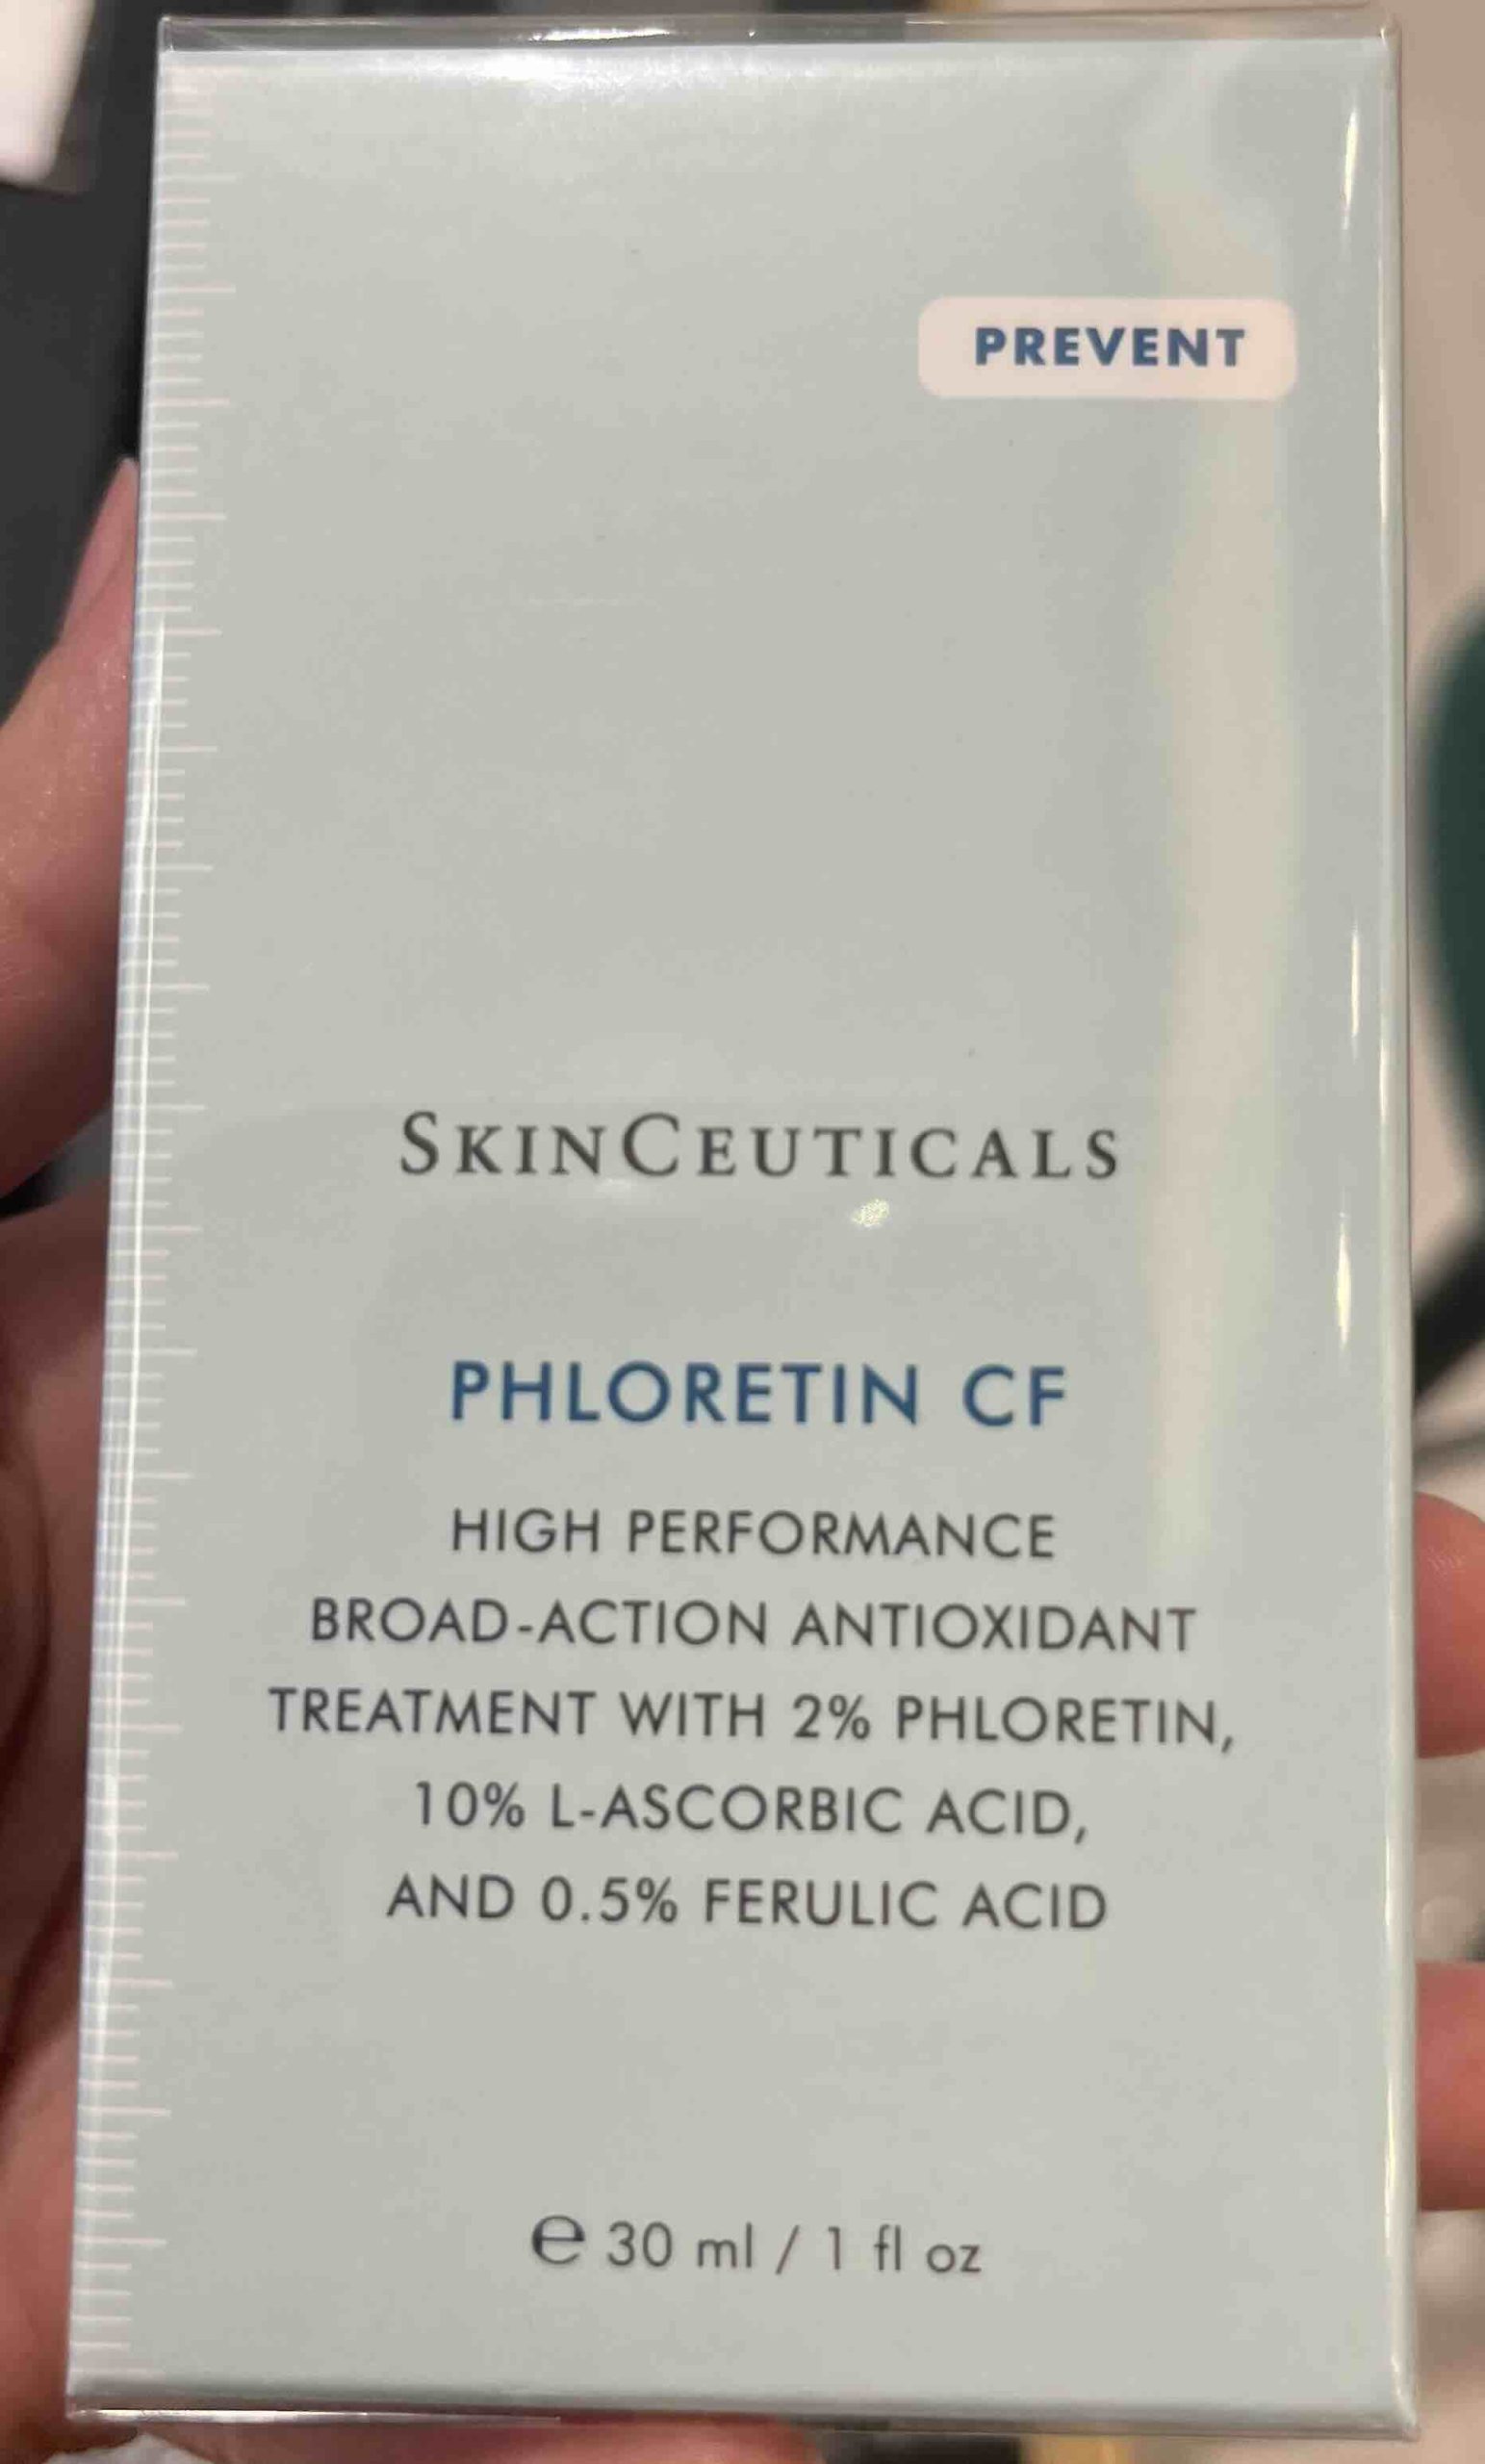 PREVENT
SKINCEUTICALS
PHLORETIN CF
HIGH PERFORMANCE
BROAD-ACTION ANTIOXIDANT
TREATMENT WITH 2% PHLORETIN,
10% L-ASCORBIC ACID,
AND 0.5% FERULIC ACID
e 30 ml / 1 fl oz